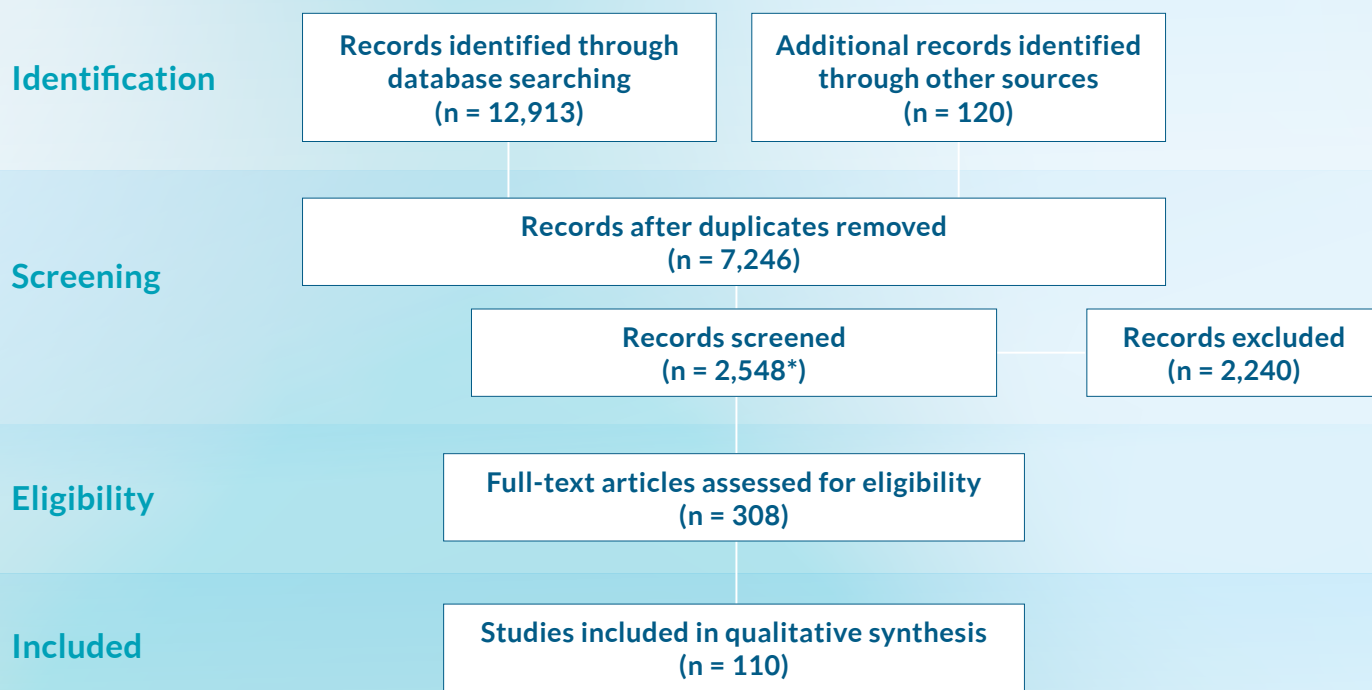 Identification
Records identified through
database searching
(n = 12,913)
Additional records identified
through other sources
(n = 120)
Screening
Records after duplicates removed
(n = 7,246)
Records screened
(n = 2,548*)
Records excluded
(n = 2,240)
Eligibility
Full-text articles assessed for eligibility
(n = 308)
Included
Studies included in qualitative synthesis
(n = 110)